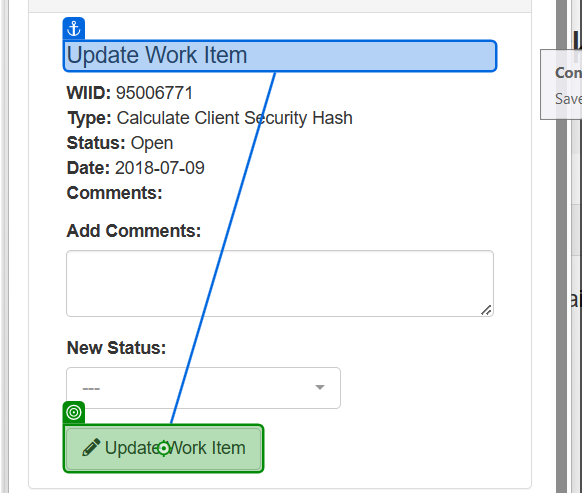 Update Work Item
WIID: 95006771
Type: Calculate Client Security Hash
Status: Open
Date: 2018-07-09
Comments:
Add Comments:
New Status:
---
Update Work Item
Con
Save
ai